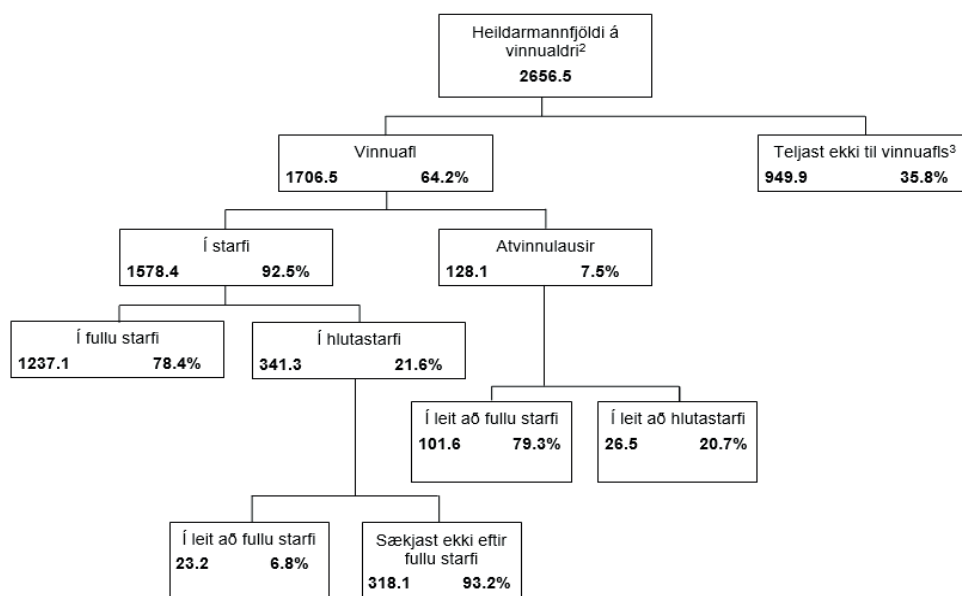 Heildarmannfjöldi á
vinnualdri²
2656.5
Vinnuafl
1706.5 64.2%
Teljast ekki til vinnuafls³
949.9 35.8%
Í starfi
1578.4 92.5%
Atvinnulausir
128.1 7.5%
Í fullu starfi
1237.1 78.4%
Í hlutastarfi
341.3 21.6%
Í leit að fullu starfi
101.6 79.3%
Í leit að hlutastarfi
26.5 20.7%
Í leit að fullu starfi
23.2 6.8%
Sækjast ekki eftir
fullu starfi
318.1 93.2%